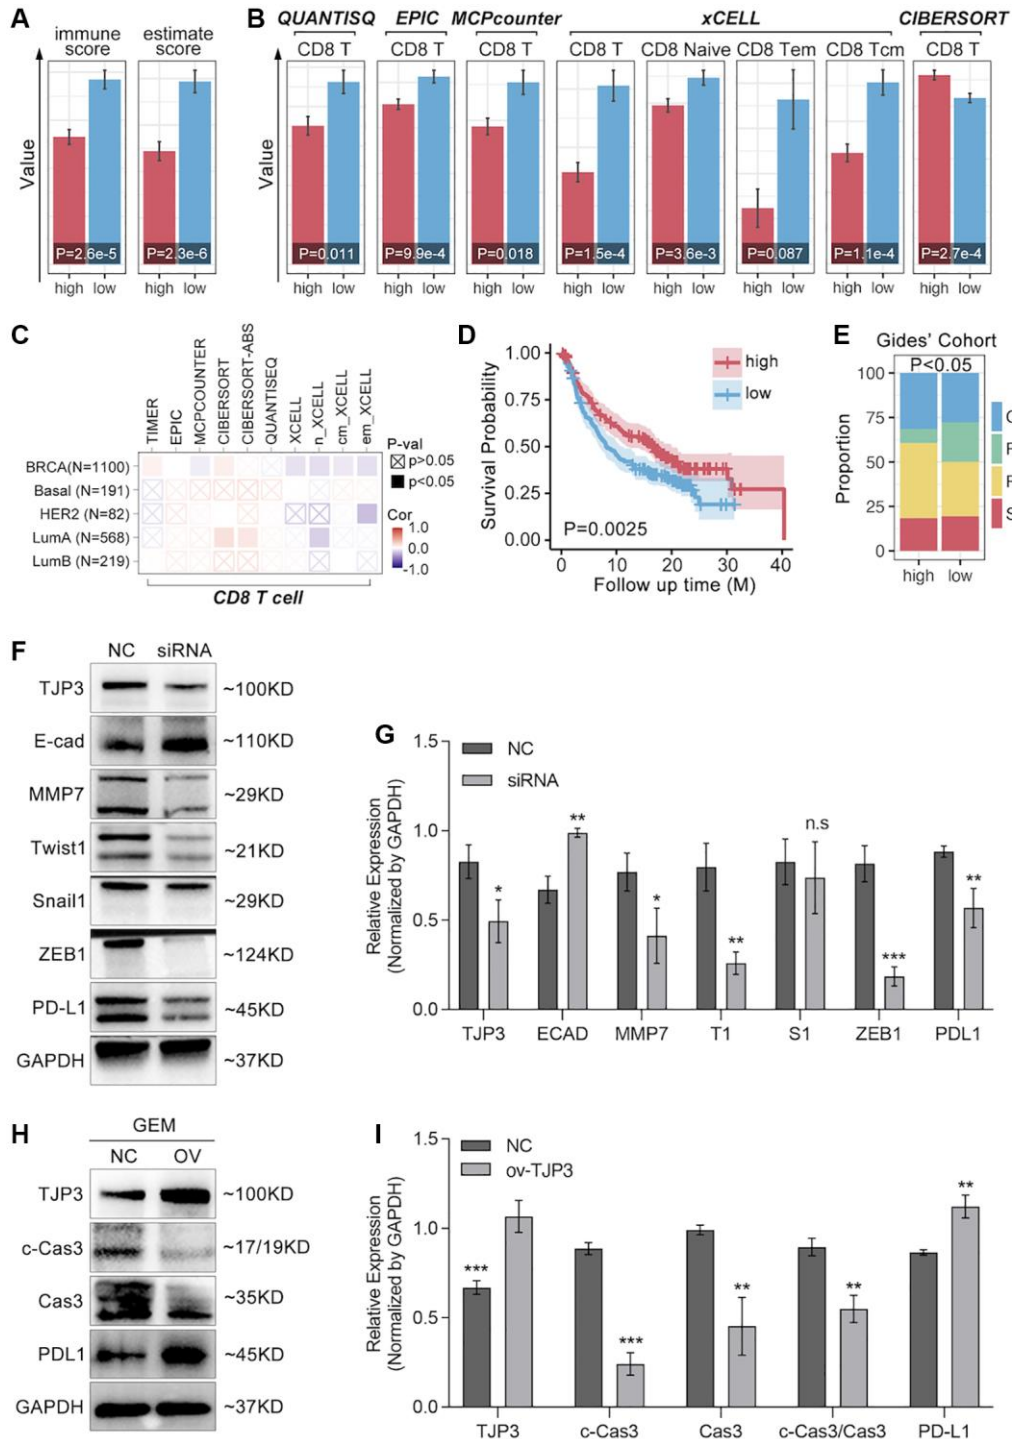 A
immune score
estimate score
Value
P=2.6e-5
P=2.3e-6
high low
high low
B
QUANTISQ EPIC MCPcounter xCELL CIBERSORT
CD8 T CD8 T CD8 T CD8 T CD8 Naive CD8 Tem CD8 Tcm CD8 T
Value
P=0.011 P=9.9e-4 P=0.018 P=1.5e-4 P=3.6e-3 P=0.087 P=1.1e-4 P=2.7e-4
high low high low high low high low high low high low high low high low
C
TIMER
EPIC
MCPCOUNTER
CIBERSORT
CIBERSORT-ABS
QUANTISEQ
XCELL
n_XCELL
cm_XCELL
em_XCELL
BRCA(N=1100)
Basal (N=191)
HER2 (N=82)
LumA (N=568)
LumB (N=219)
CD8 T cell
P-val
p>0.05
p<0.05
Cor
1.0
0.0
-1.0
D
Survival Probability
1.00
0.75
0.50
0.25
0.00
high
low
P=0.0025
0 10 20 30 40
Follow up time (M)
E
Gides' Cohort
P<0.05
Proportion
100
75
50
25
0
high low
C
P
P
S
F
NC siRNA
TJP3 ~100KD
E-cad ~110KD
MMP7 ~29KD
Twist1 ~21KD
Snail1 ~29KD
ZEB1 ~124KD
PD-L1 ~45KD
GAPDH ~37KD
G
Relative Expression
(Normalized by GAPDH)
1.5
1.0
0.5
0.0
NC
siRNA
* ** * ** n.s *** **
TJP3 ECAD MMP7 T1 S1 ZEB1 PDL1
H
GEM
NC OV
TJP3 ~100KD
c-Cas3 ~17/19KD
Cas3 ~35KD
PDL1 ~45KD
GAPDH ~37KD
I
Relative Expression
(Normalized by GAPDH)
1.5
1.0
0.5
0.0
NC
ov-TJP3
*** *** ** ** **
TJP3 c-Cas3 Cas3 c-Cas3/Cas3 PD-L1